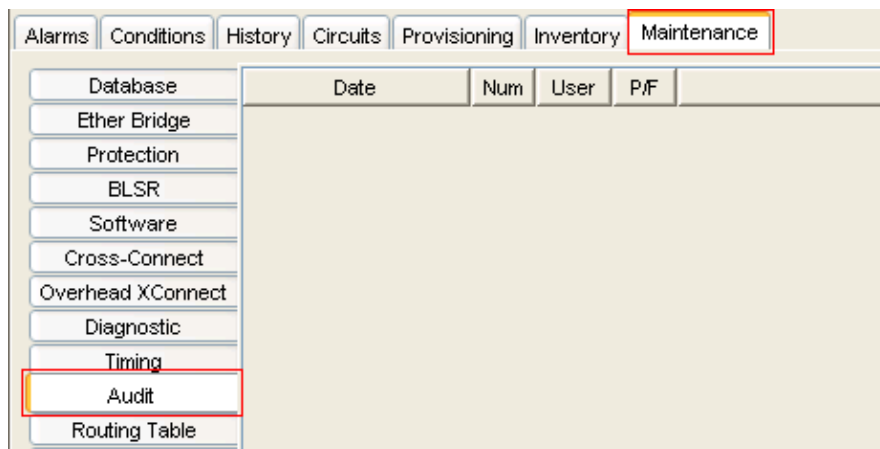 Alarms Conditions History Circuits Provisioning Inventory Maintenance
Database Date Num User P/F
Ether Bridge
Protection
BLSR
Software
Cross-Connect
Overhead XConnect
Diagnostic
Timing
Audit
Routing Table